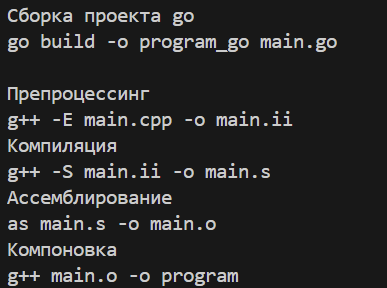 Сборка проекта go
go build -o program_go main.go
Препроцессинг
g++ -E main.cpp -o main.ii
Компиляция
g++ -S main.ii -o main.s
Ассемблирование
as main.s -o main.o
Компоновка
g++ main.o -o program